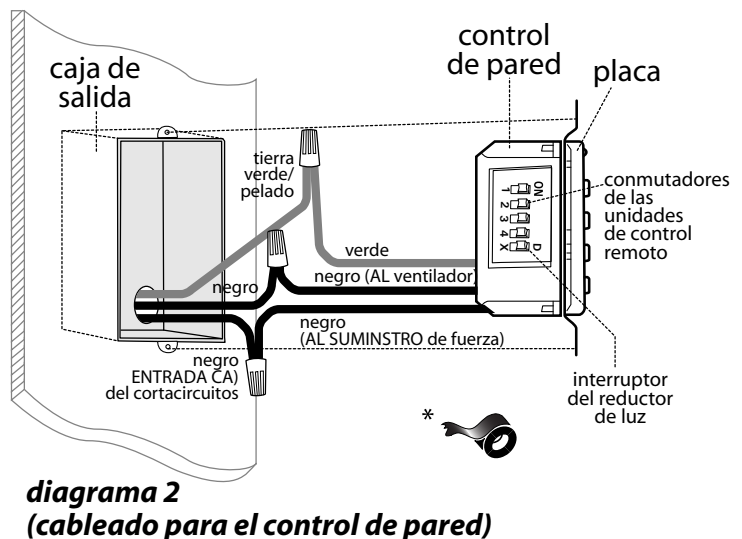 caja de
salida
control
de pared
placa
tierra
verde/
pelado
ON
1
2
3
4
X
D
conmutadores
de las
unidades
de control
remoto
verde
negro
negro (AL ventilador)
negro
(AL SUMINSTRO de fuerza)
negro
ENTRADA CA)
del cortacircuitos
interruptor
del reductor
de luz
*
diagrama 2
(cableado para el control de pared)